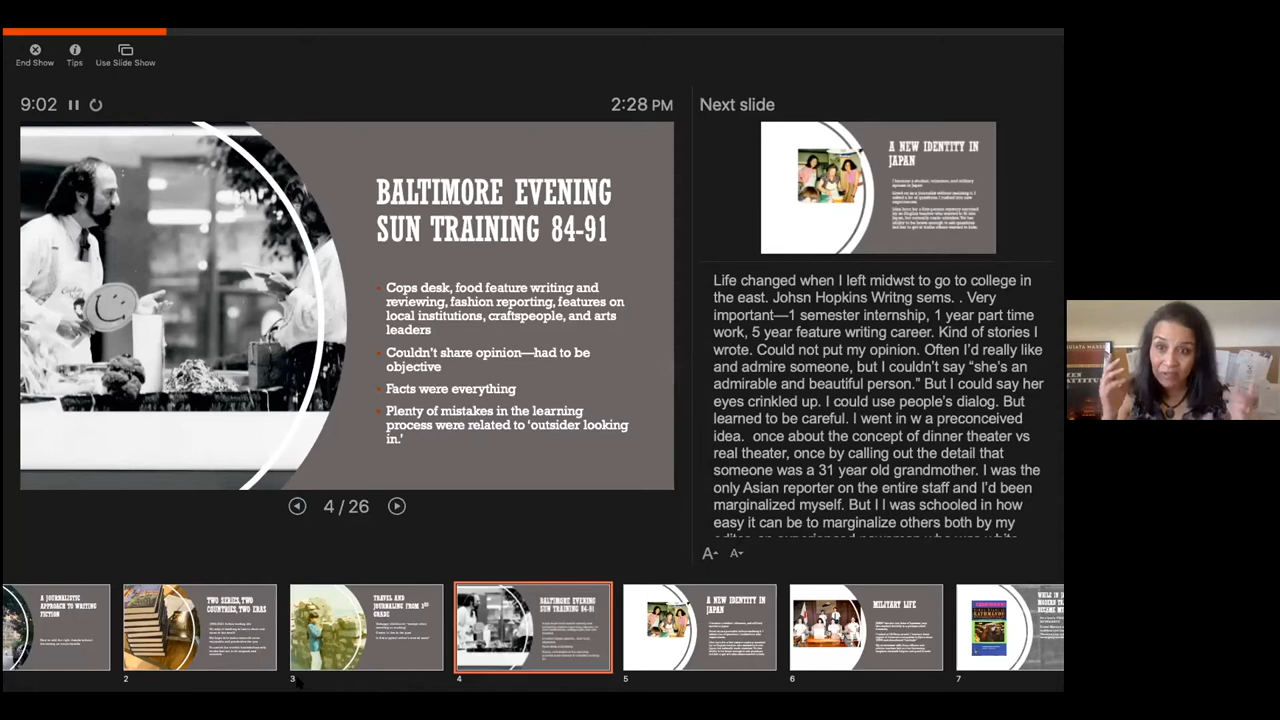 End Show
Tips
Use Slide Show
9:02
2:28 PM
BALTIMORE EVENING
SUN TRAINING 84-91
Cops desk, food feature writing and
reviewing, fashion reporting, features on
local institutions, craftspeople, and arts
leaders
Couldn't share opinion—had to be
objective
Facts were everything
Plenty of mistakes in the learning
process were related to 'outsider looking
in.'
4 / 26
Next slide
A NEW IDENTITY IN
JAPAN
Life changed when I left midwst to go to college in
the east. Johsn Hopkins Writng sems. . Very
important—1 semester internship, 1 year part time
work, 5 year feature writing career. Kind of stories I
wrote. Could not put my opinion. Often I'd really like
and admire someone, but I couldn't say "she's an
admirable and beautiful person." But I could say her
eyes crinkled up. I could use people's dialog. But
learned to be careful. I went in w a preconceived
idea. once about the concept of dinner theater vs
real theater, once by calling out the detail that
someone was a 31 year old grandmother. I was the
only Asian reporter on the entire staff and I'd been
marginalized myself. But I I was schooled in how
easy it can be to marginalize others both by my
A A
A JOURNALISTIC
APPROACH TO WRITING
FICTION
TWO SERIES, TWO
COUNTRIES, TWO ERAS
TRAVEL AND
JOURNALING FROM 3RD
GRADE
BALTIMORE EVENING
SUN TRAINING 84-91
A NEW IDENTITY IN
JAPAN
MILITARY LIFE
WHILE IN J
2
3
4
5
6
7